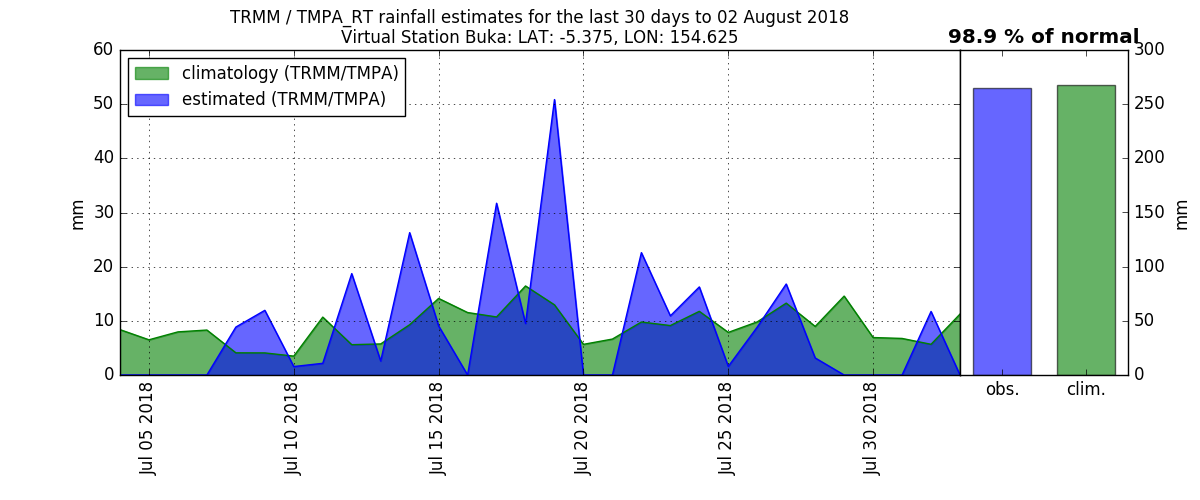 TRMM / TMPA_RT rainfall estimates for the last 30 days to 02 August 2018
Virtual Station Buka: LAT: -5.375, LON: 154.625
98.9 % of normal
climatology (TRMM/TMPA)
estimated (TRMM/TMPA)
60
50
40
30
20
10
0
mm
Jul 05 2018
Jul 10 2018
Jul 15 2018
Jul 20 2018
Jul 25 2018
Jul 30 2018
obs.
clim.
300
250
200
150
100
50
0
mm